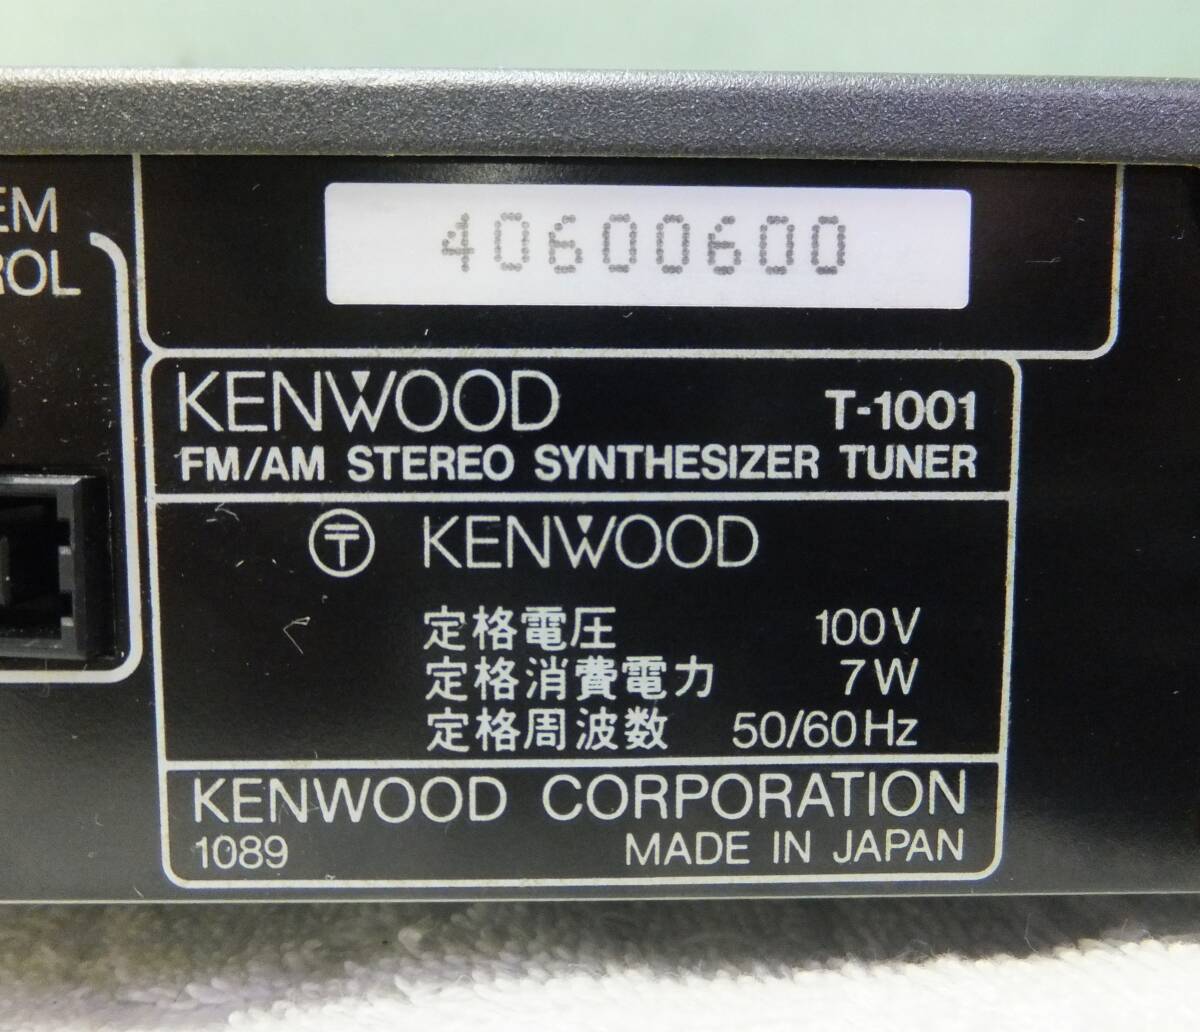 EM
ROL
40600600
KENWOOD T-1001
FM/AM STEREO SYNTHESIZER TUNER
〶 KENWOOD
定格電圧 100V
定格消費電力 7W
定格周波数 50/60Hz
KENWOOD CORPORATION
1089 MADE IN JAPAN